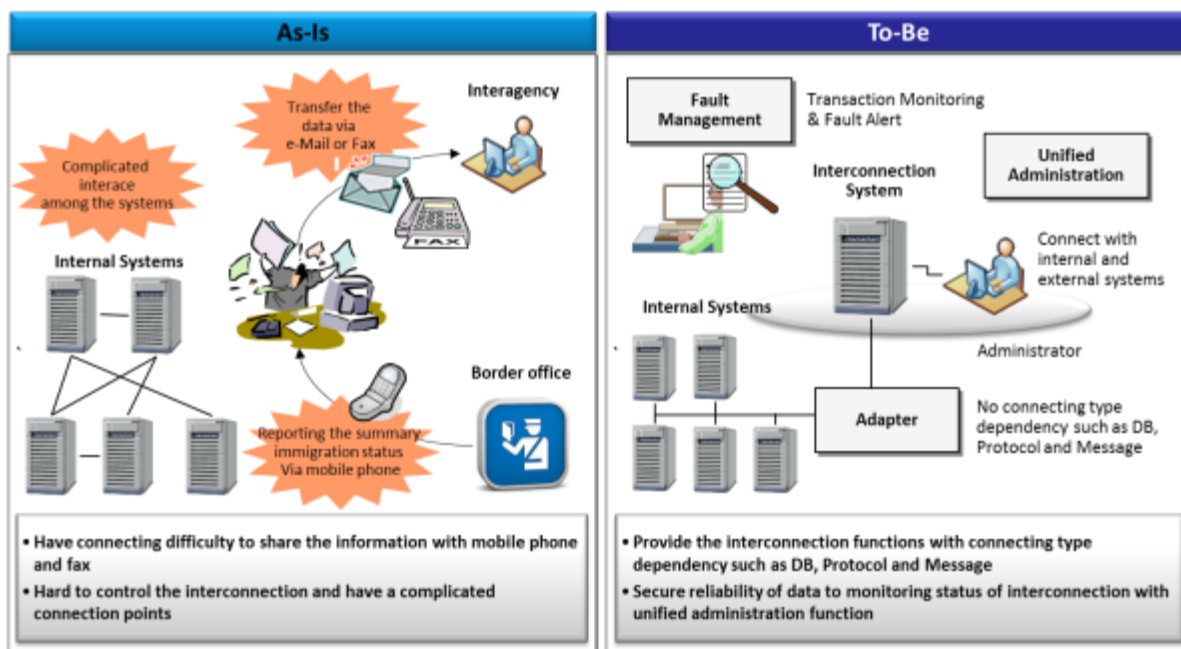 As-Is
Transfer the
data via
e-Mail or Fax
Interagency
Complicated
interace
among the systems
FAX
Internal Systems
Border office
Reporting the summary
immigration status
Via mobile phone
• Have connecting difficulty to share the information with mobile phone
and fax
• Hard to control the interconnection and have a complicated
connection points
To-Be
Fault
Management
Transaction Monitoring
& Fault Alert
Unified
Administration
Interconnection
System
Connect with
internal and
external systems
Internal Systems
Administrator
Adapter
No connecting type
dependency such as DB,
Protocol and Message
• Provide the interconnection functions with connecting type
dependency such as DB, Protocol and Message
• Secure reliability of data to monitoring status of interconnection with
unified administration function